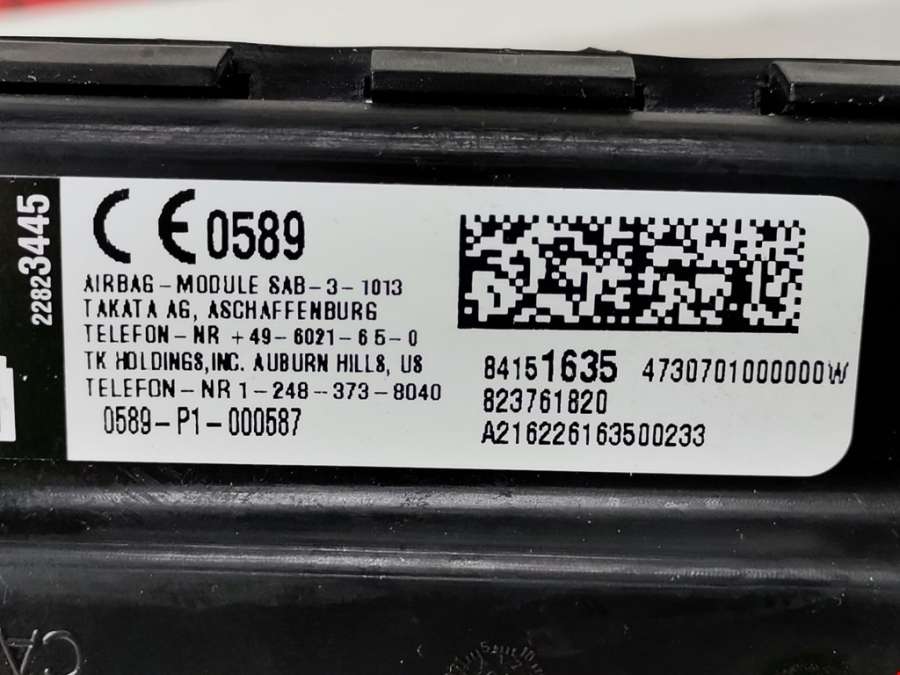 22823445
CE 0589
AIRBAG-MODULE SAB-3-1013
TAKATA AG, ASCHAFFENBURG
TELEFON-NR +49-6021-65-0
TK HOLDINGS,INC. AUBURN HILLS, US
TELEFON-NR 1-248-373-8040
0589-P1-000587
84151635 4730701000000W
823761820
A216226163500233
CA